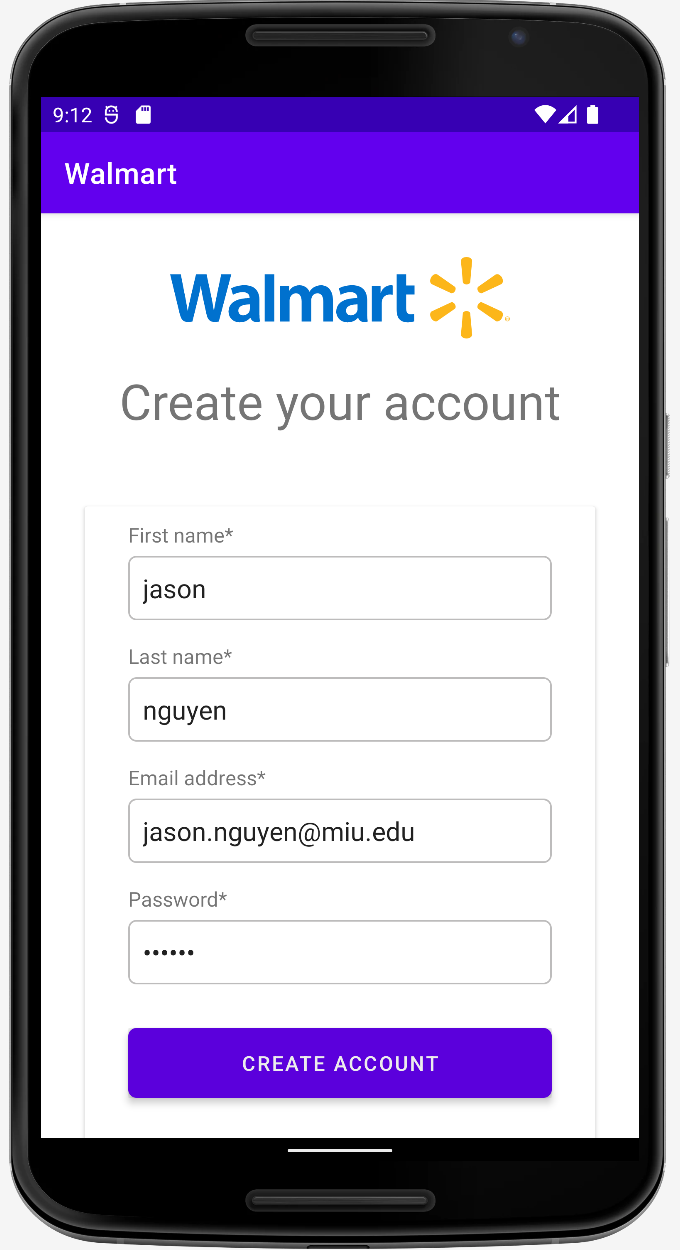 9:12
Walmart
Walmart
Create your account
First name*
jason
Last name*
nguyen
Email address*
jason.nguyen@miu.edu
Password*
••••••
CREATE ACCOUNT